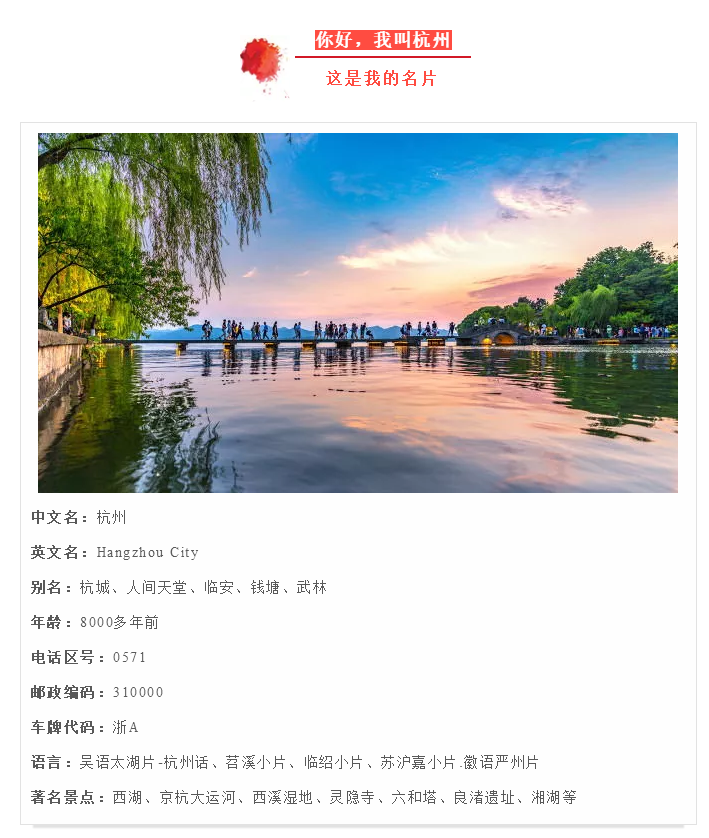 你好，我叫杭州
这是我的名片
中文名：杭州
英文名：Hangzhou City
别名：杭城、人间天堂、临安、钱塘、武林
年龄：8000多年前
电话区号：0571
邮政编码：310000
车牌代码：浙A
语言：吴语太湖片-杭州话、苕溪小片、临绍小片、苏沪嘉小片.徽语严州片
著名景点：西湖、京杭大运河、西溪湿地、灵隐寺、六和塔、良渚遗址、湘湖等